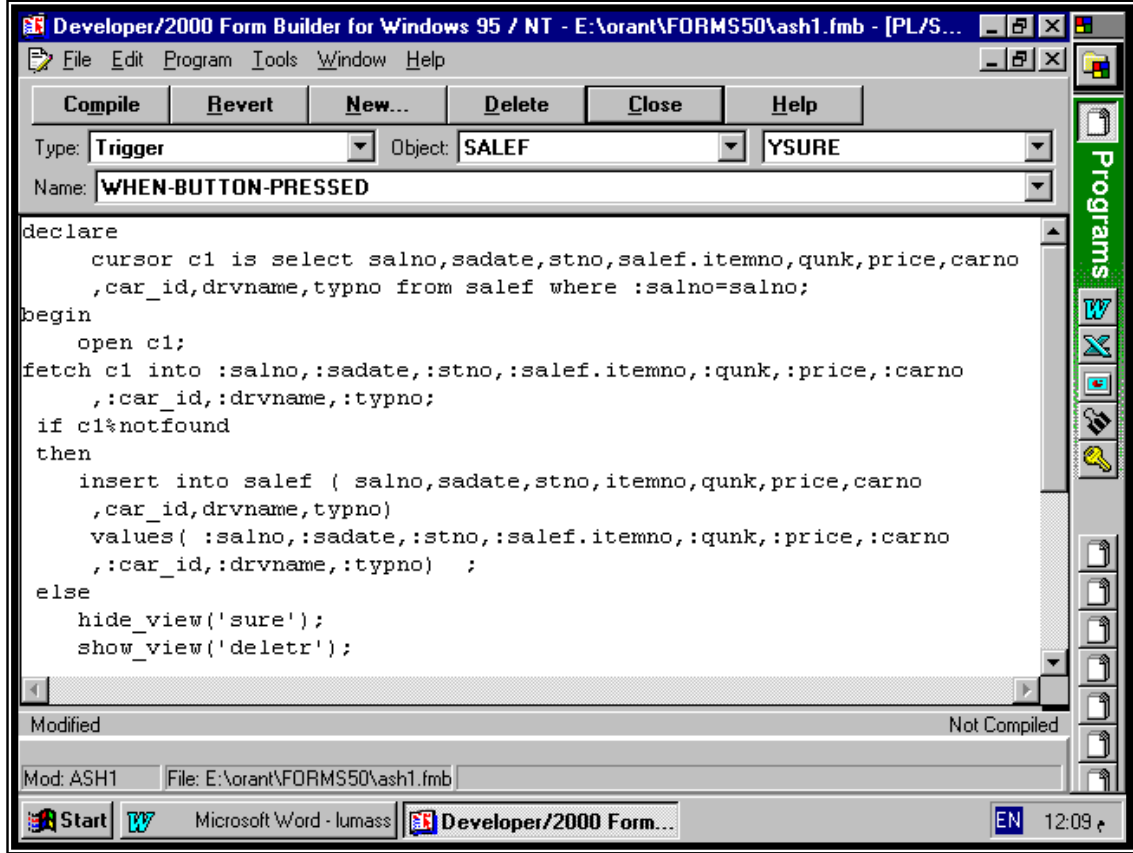 Developer/2000 Form Builder for Windows 95 / NT - E:\orant\FORMS50\ash1.fmb - [PL/S...
File Edit Program Tools Window Help
Compile Revert New... Delete Close Help
Type: Trigger Object: SALEF YSURE
Name: WHEN-BUTTON-PRESSED
declare
cursor c1 is select salno,sadate,stno,salef.itemno,qunk,price,carno
,car_id,drvname,typno from salef where :salno=salno;
begin
open c1;
fetch c1 into :salno,:sadate,:stno,:salef.itemno,:qunk,:price,:carno
,:car_id,:drvname,:typno;
if c1%notfound
then
insert into salef ( salno,sadate,stno,itemno,qunk,price,carno
,car_id,drvname,typno)
values( :salno,:sadate,:stno,:salef.itemno,:qunk,:price,:carno
,:car_id,:drvname,:typno) ;
else
hide_view('sure');
show_view('deletr');
Modified Not Compiled
Mod: ASH1 File: E:\orant\FORMS50\ash1.fmb
Programs
Start Microsoft Word - lumass Developer/2000 Form... EN 12:09 م